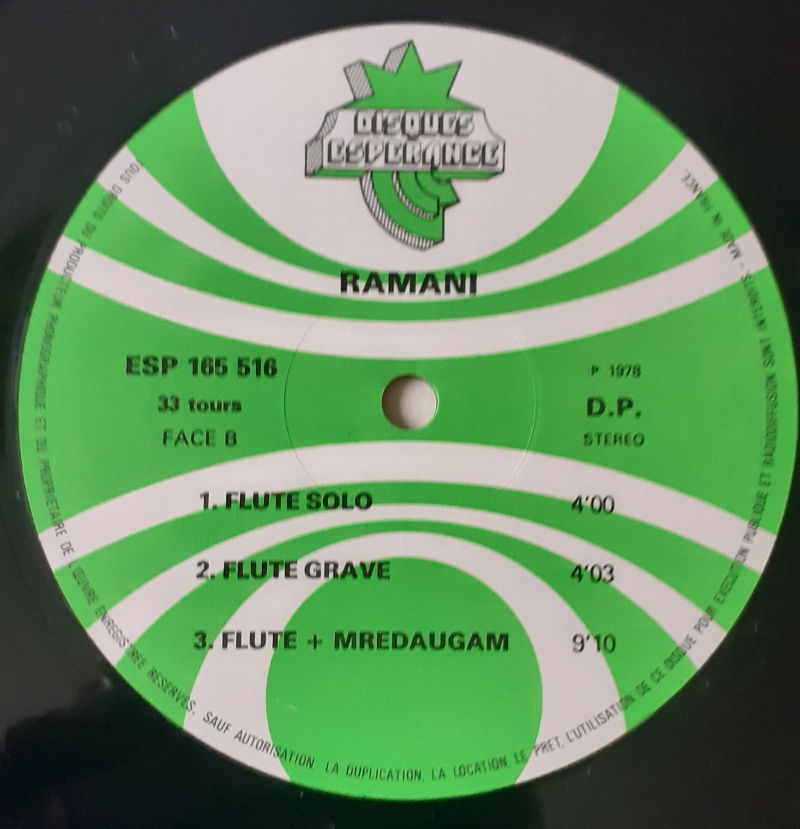 DISQUES
ESPERANCE
RAMANI
ESP 165 516
33 tours
FACE B
P 1978
D.P.
STEREO
1. FLUTE SOLO 4'00
2. FLUTE GRAVE 4'03
3. FLUTE + MREDAUGAM 9'10
TOUS DROITS DU PRODUCTEUR PHONOGRAPHIQUE ET DU PROPRIETAIRE DE L'ŒUVRE ENREGISTREE RESERVES. SAUF AUTORISATION LA DUPLICATION, LA LOCATION, LE PRET, L'UTILISATION DE CE DISQUE POUR EXECUTION PUBLIQUE ET RADIODIFFUSION SONT INTERDITS - MADE IN FRANCE.